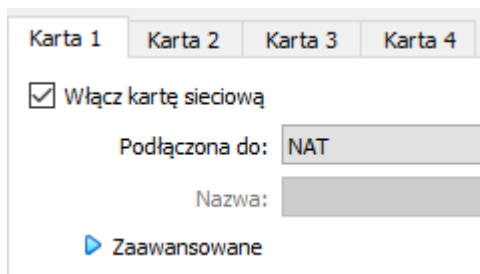 Karta 1 Karta 2 Karta 3 Karta 4
Włącz kartę sieciową
Podłączona do: NAT
Nazwa:
Zaawansowane